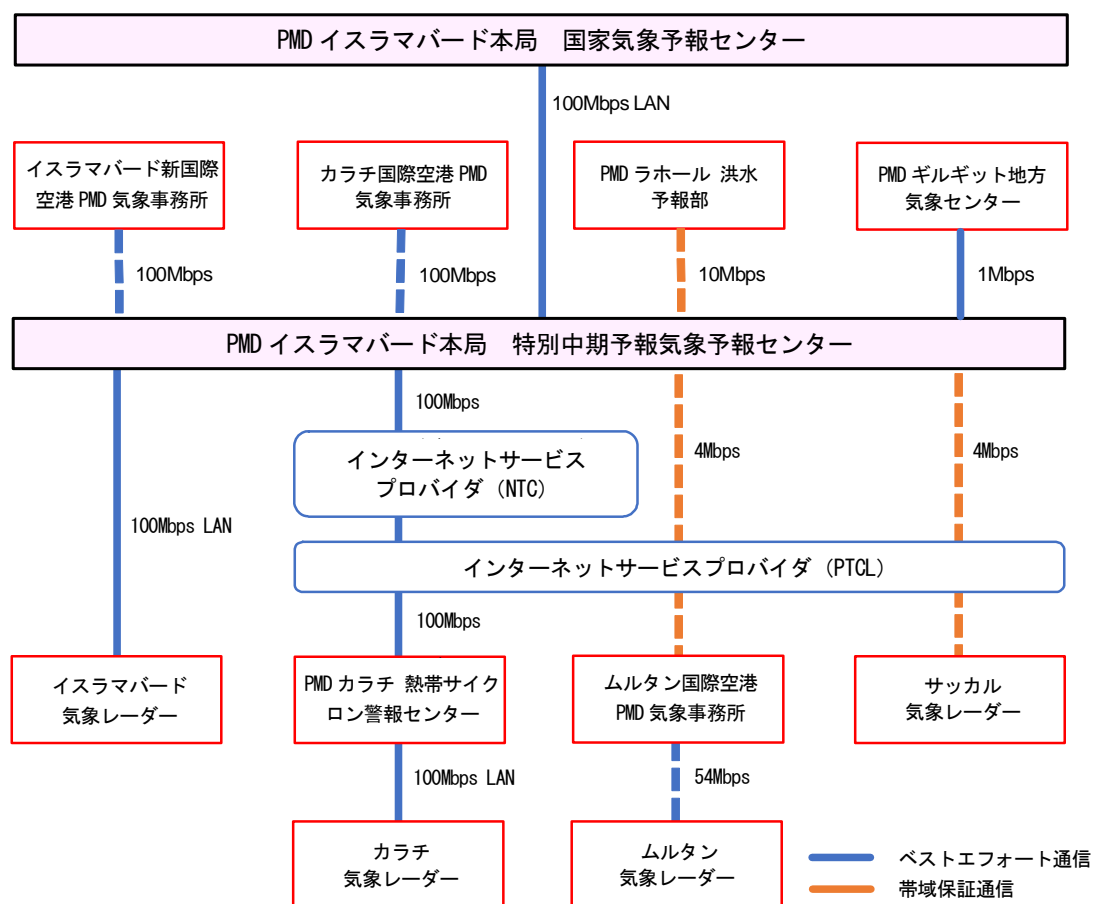 PMD イスラマバード本局　国家気象予報センター
100Mbps LAN
イスラマバード新国際
空港 PMD 気象事務所
カラチ国際空港 PMD
気象事務所
PMD ラホール 洪水
予報部
PMD ギルギット地方
気象センター
100Mbps
100Mbps
10Mbps
1Mbps
PMD イスラマバード本局　特別中期予報気象予報センター
100Mbps
インターネットサービス
プロバイダ (NTC)
4Mbps
4Mbps
100Mbps LAN
インターネットサービスプロバイダ (PTCL)
100Mbps
イスラマバード
気象レーダー
PMD カラチ 熱帯サイク
ロン警報センター
ムルタン国際空港
PMD 気象事務所
サッカル
気象レーダー
100Mbps LAN
54Mbps
カラチ
気象レーダー
ムルタン
気象レーダー
ベストエフォート通信
帯域保証通信